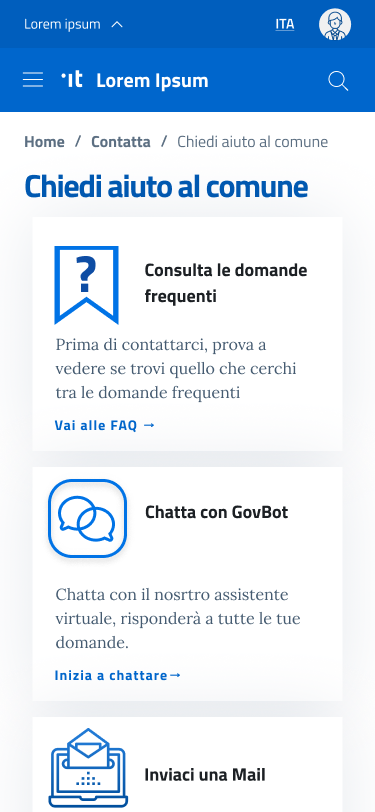 Lorem ipsum
ITA
it Lorem Ipsum
Home / Contatta / Chiedi aiuto al comune
Chiedi aiuto al comune
?
Consulta le domande
frequenti
Prima di contattarci, prova a
vedere se trovi quello che cerchi
tra le domande frequenti
Vai alle FAQ →
Chatta con GovBot
Chatta con il nosrtro assistente
virtuale, risponderà a tutte le tue
domande.
Inizia a chattare→
Inviaci una Mail